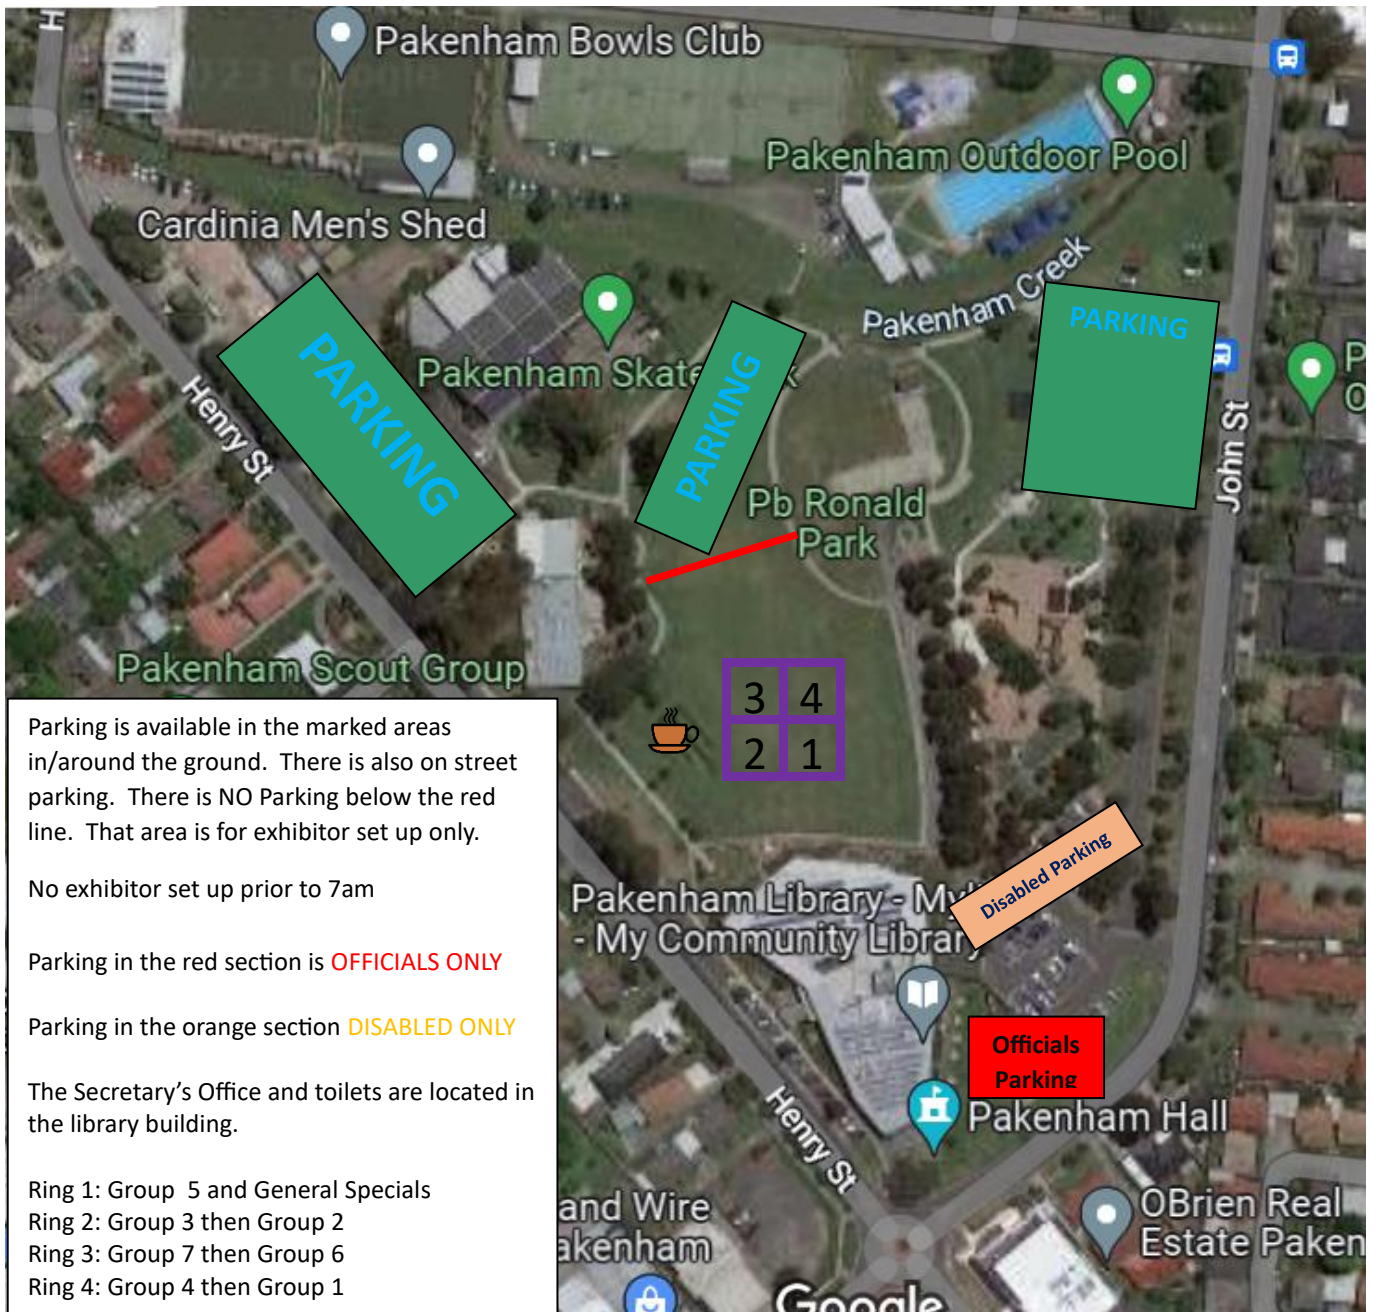 H
Pakenham Bowls Club
Pakenham Outdoor Pool
Cardinia Men's Shed
Pakenham Creek
PARKING
PARKING
PARKING
Pakenham Skate
k
P
O
Henry St
John St
Pb Ronald
Park
Pakenham Scout Group
3 4
2 1
Parking is available in the marked areas
in/around the ground. There is also on street
parking. There is NO Parking below the red
line. That area is for exhibitor set up only.
No exhibitor set up prior to 7am
Parking in the red section is OFFICIALS ONLY
Parking in the orange section DISABLED ONLY
The Secretary's Office and toilets are located in
the library building.
Ring 1: Group 5 and General Specials
Ring 2: Group 3 then Group 2
Ring 3: Group 7 then Group 6
Ring 4: Group 4 then Group 1
Disabled Parking
Pakenham Library - Myli
- My Community Library
Officials
Parking
Pakenham Hall
Henry St
and Wire
akenham
OBrien Real
Estate Paken
Google